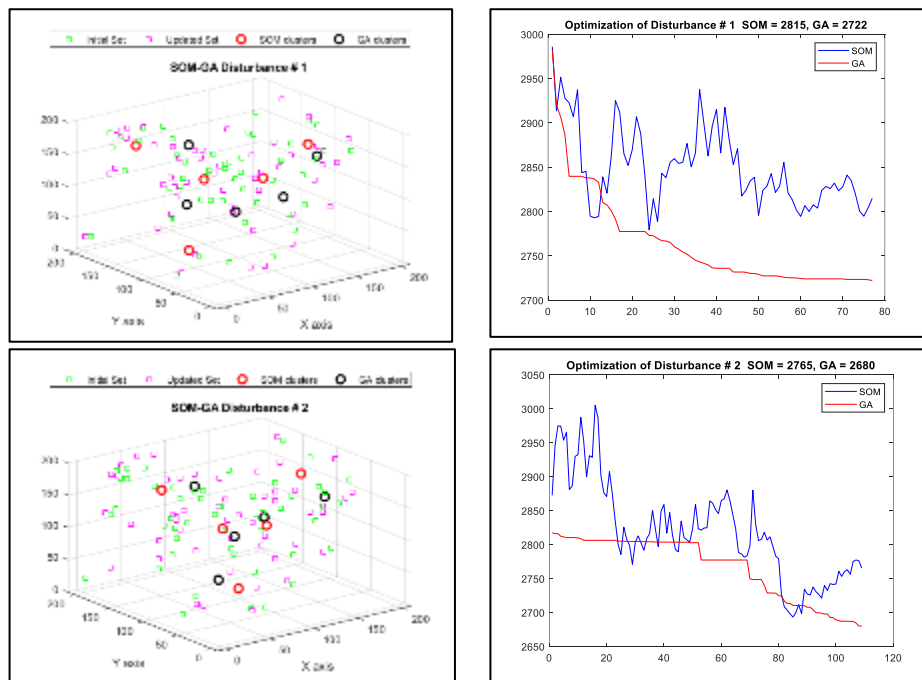 Initial Set Updated Set SOM clusters GA clusters
SOM-GA Disturbance # 1
200
150
100
50
0
200
150
100
50
0
0
50
100
150
200
Y axis
X axis
Optimization of Disturbance # 1 SOM = 2815, GA = 2722
SOM
GA
3000
2950
2900
2850
2800
2750
2700
0 10 20 30 40 50 60 70 80
Initial Set Updated Set SOM clusters GA clusters
SOM-GA Disturbance # 2
200
150
100
50
0
200
150
100
50
0
0
50
100
150
200
Y axis
X axis
Optimization of Disturbance # 2 SOM = 2765, GA = 2680
SOM
GA
3050
3000
2950
2900
2850
2800
2750
2700
2650
0 20 40 60 80 100 120